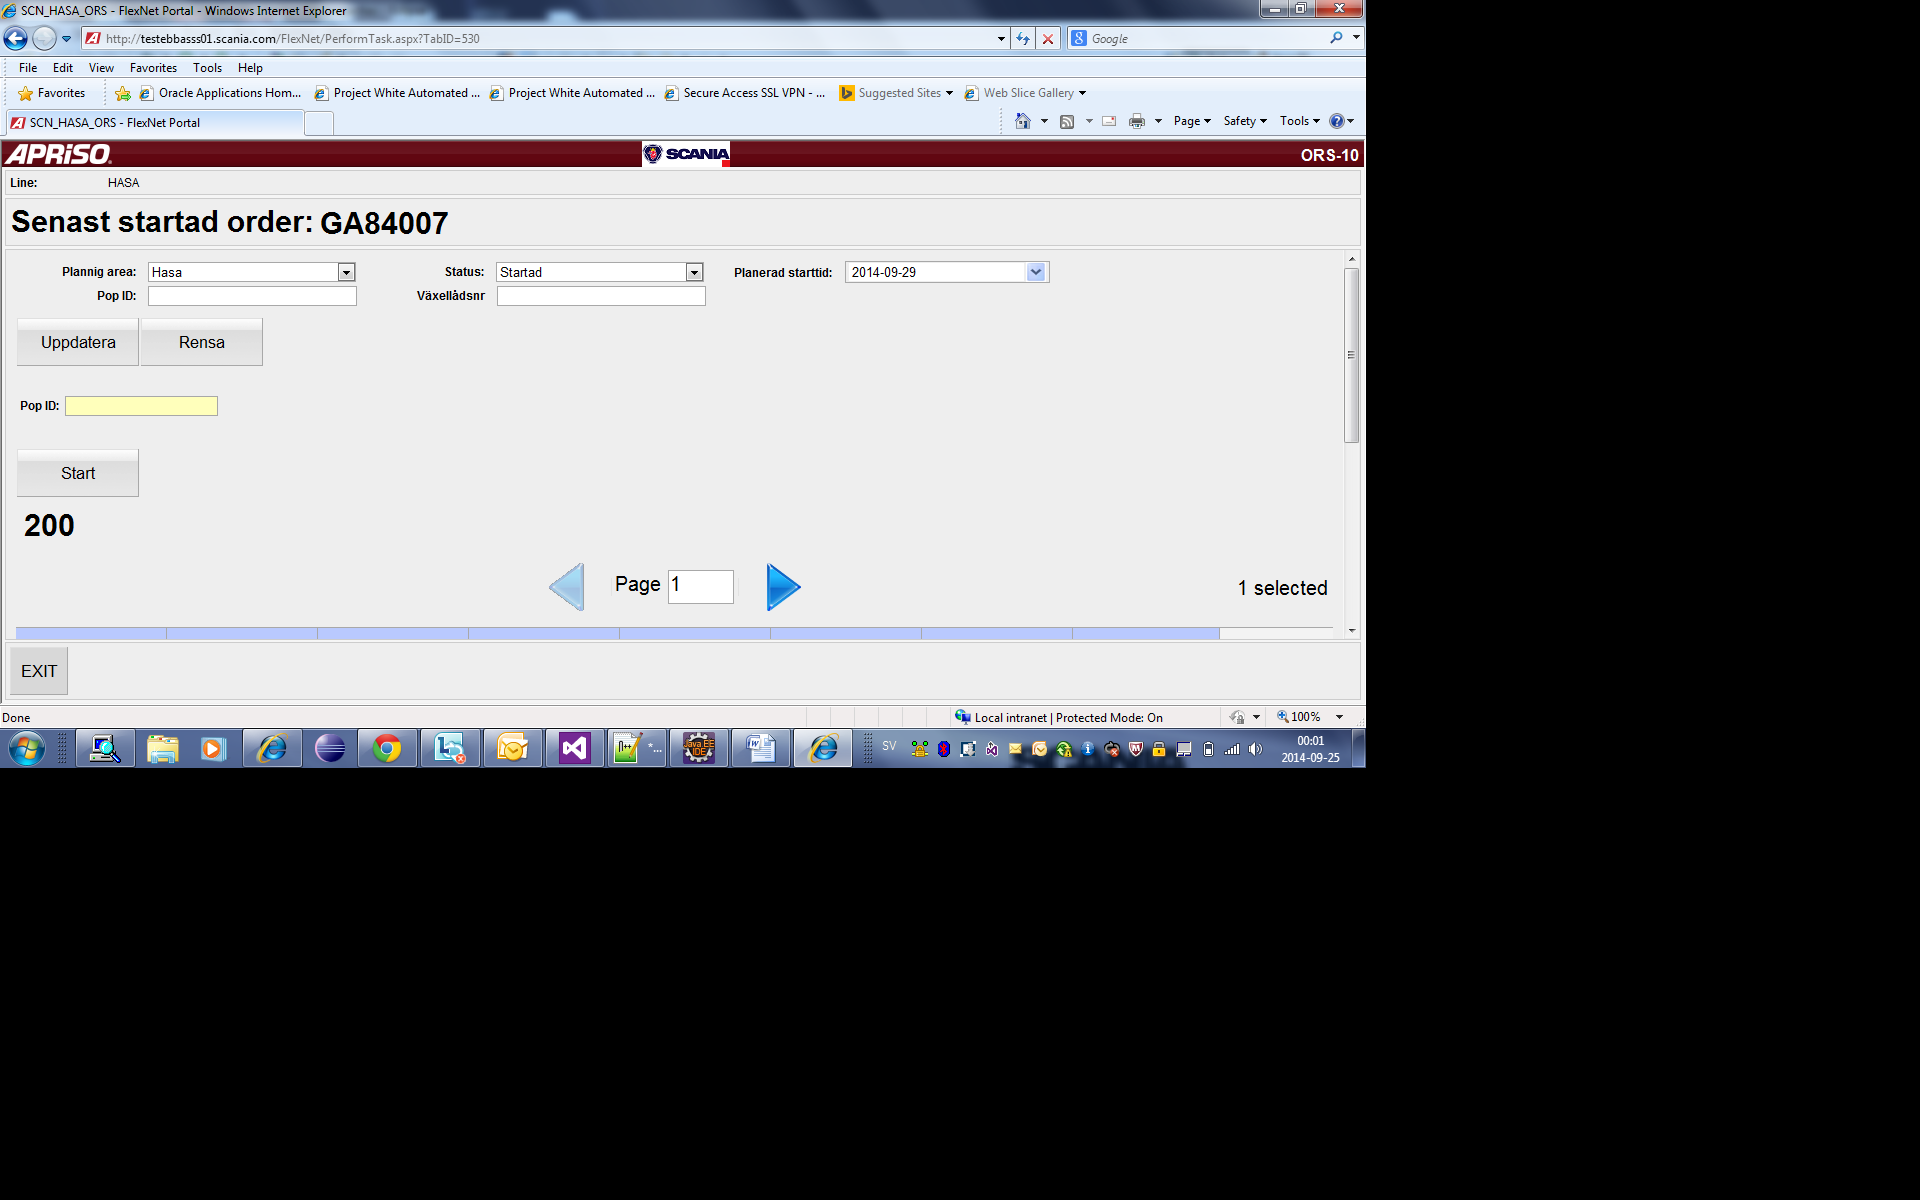 SCN_HASA_ORS - FlexNet Portal - Windows Internet Explorer
http://testebbasss01.scania.com/FlexNet/PerformTask.aspx?TabID=530
Google
File Edit View Favorites Tools Help
Favorites Oracle Applications Hom... Project White Automated ... Project White Automated ... Secure Access SSL VPN - ... Suggested Sites Web Slice Gallery
SCN_HASA_ORS - FlexNet Portal
Page Safety Tools
APRISO SCANIA ORS-10
Line: HASA
Senast startad order: GA84007
Plannig area: Hasa Status: Startad Planerad starttid: 2014-09-29
Pop ID: Växellådsnr
Uppdatera Rensa
Pop ID:
Start
200
Page 1 1 selected
EXIT
Done Local intranet | Protected Mode: On 100%
SV 00:01
2014-09-25